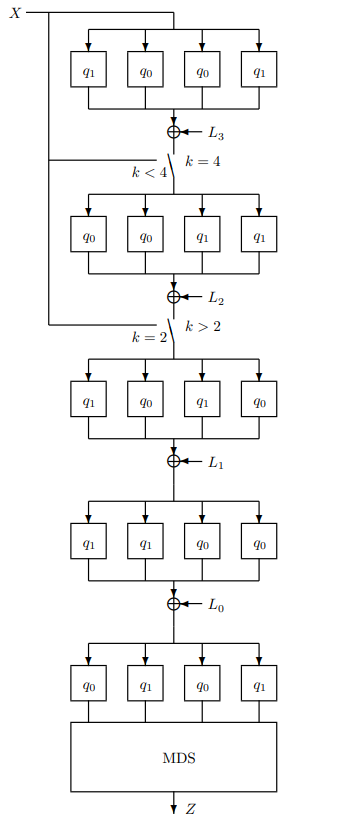 X
q₁ q₀ q₀ q₁
L₃
k = 4
k < 4
q₀ q₀ q₁ q₁
L₂
k > 2
k = 2
q₁ q₀ q₁ q₀
L₁
q₁ q₁ q₀ q₀
L₀
q₀ q₁ q₀ q₁
MDS
Z